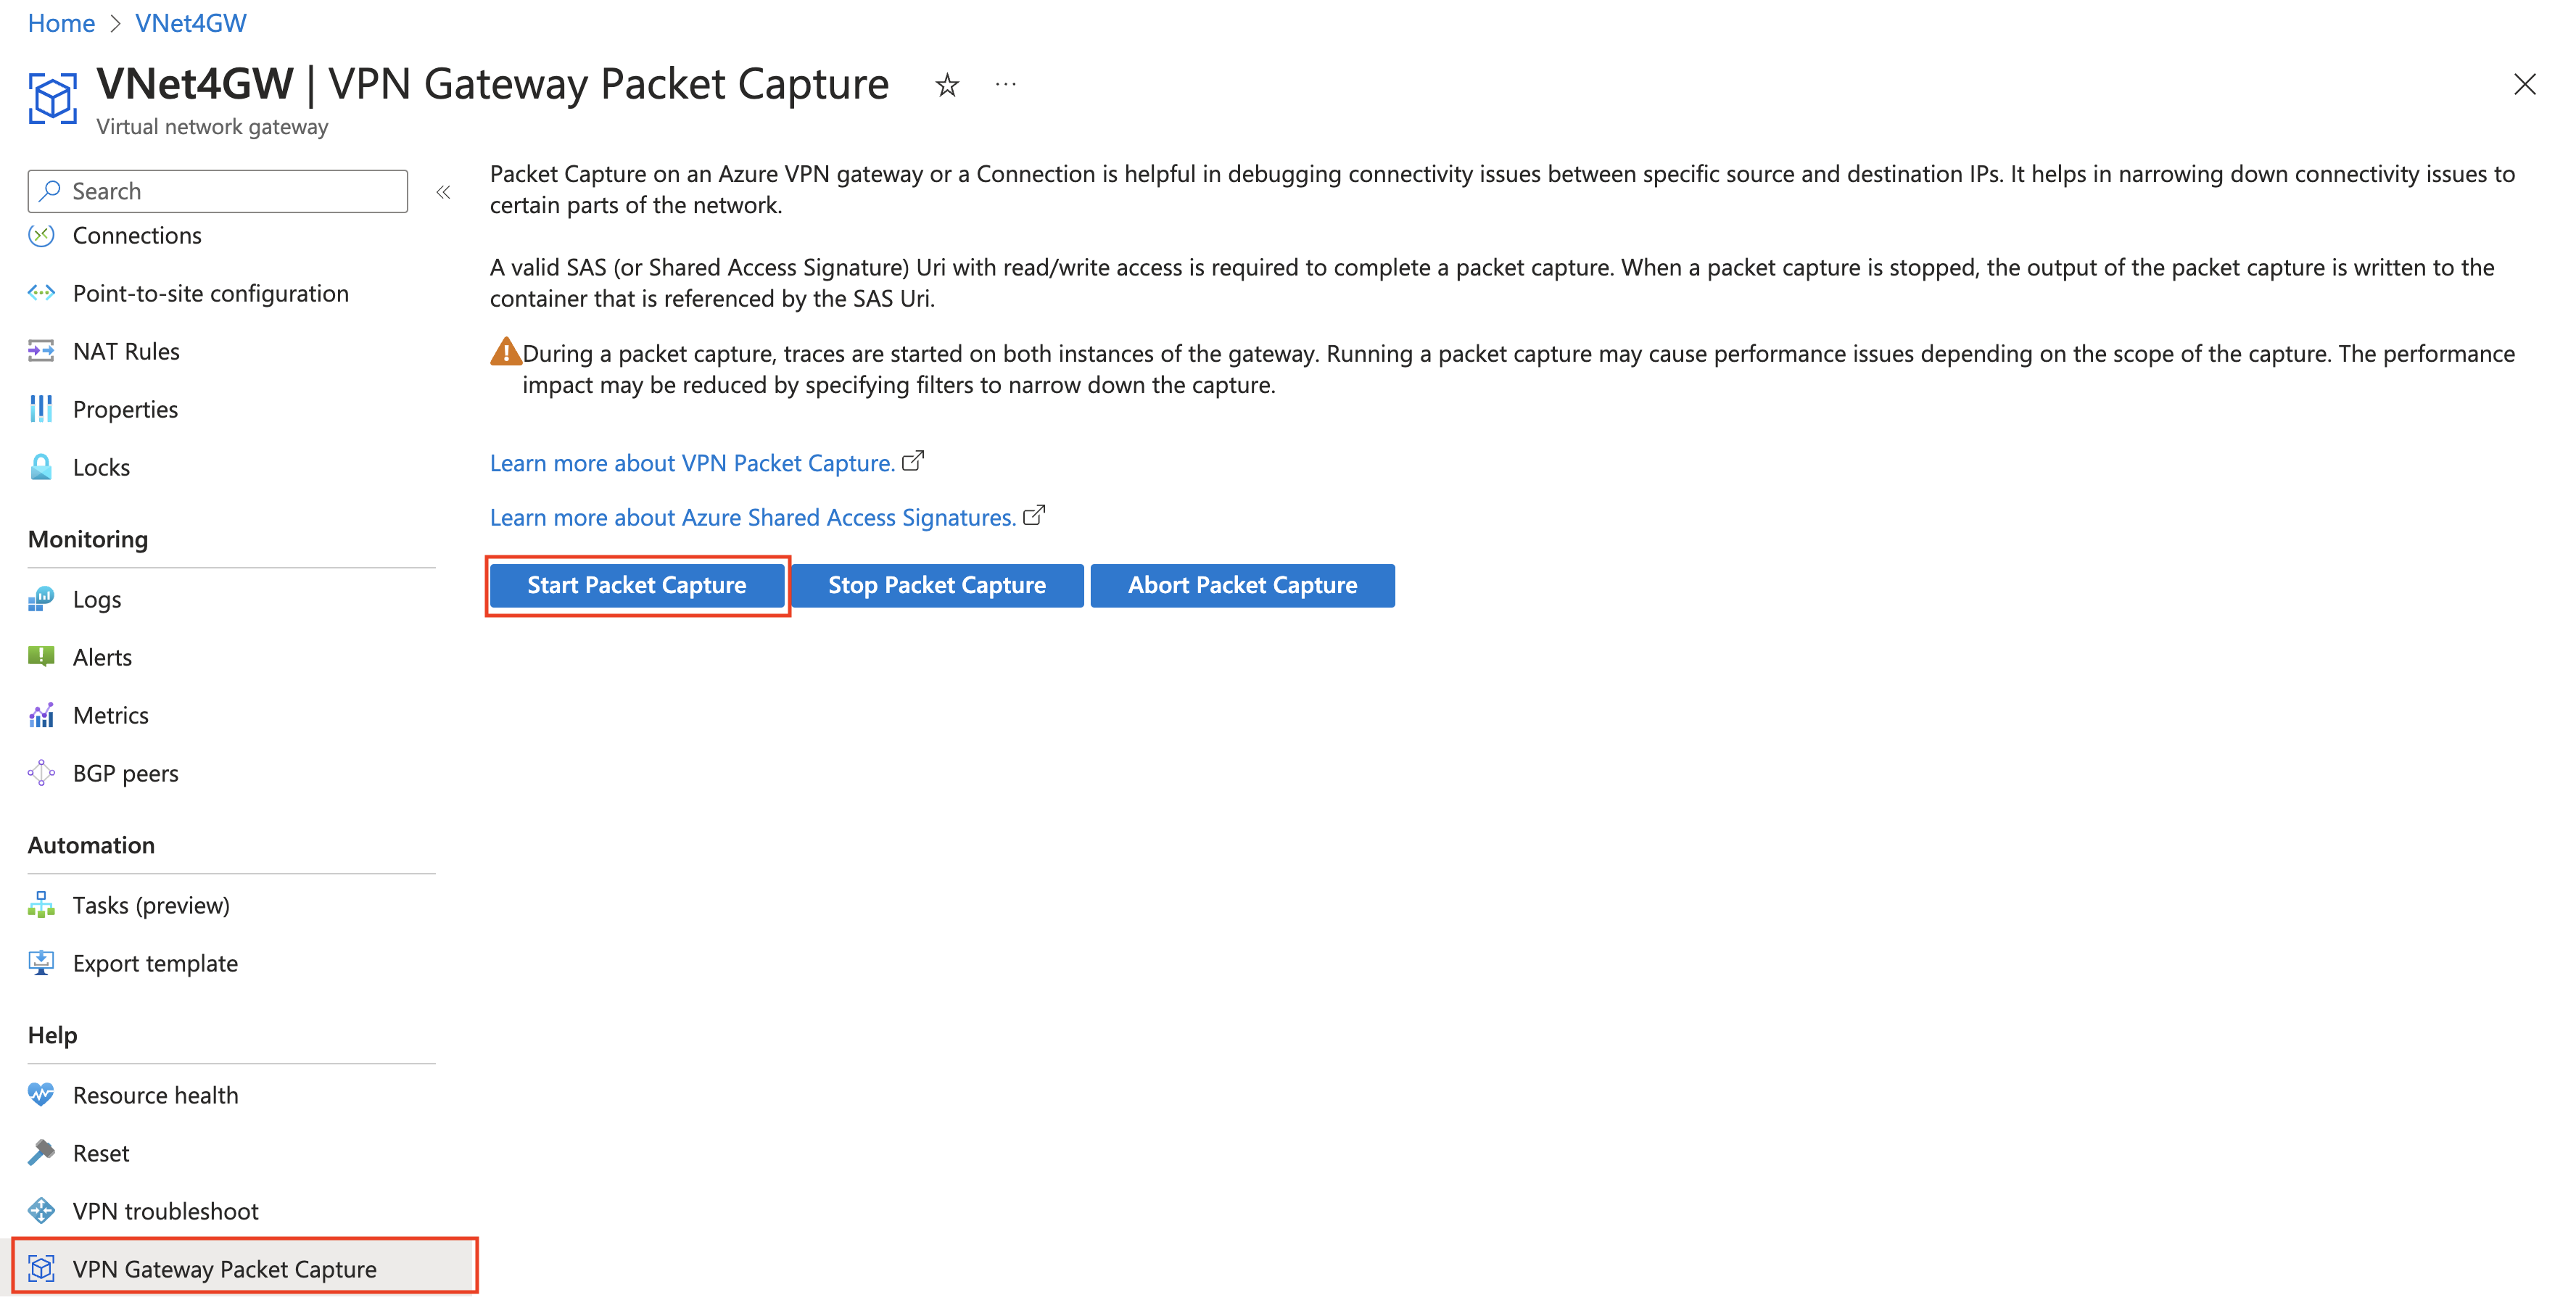 Home > VNet4GW
VNet4GW | VPN Gateway Packet Capture
Virtual network gateway
Search
Connections
Point-to-site configuration
NAT Rules
Properties
Locks
Monitoring
Logs
Alerts
Metrics
BGP peers
Automation
Tasks (preview)
Export template
Help
Resource health
Reset
VPN troubleshoot
VPN Gateway Packet Capture
Packet Capture on an Azure VPN gateway or a Connection is helpful in debugging connectivity issues between specific source and destination IPs. It helps in narrowing down connectivity issues to
certain parts of the network.
A valid SAS (or Shared Access Signature) Uri with read/write access is required to complete a packet capture. When a packet capture is stopped, the output of the packet capture is written to the
container that is referenced by the SAS Uri.
During a packet capture, traces are started on both instances of the gateway. Running a packet capture may cause performance issues depending on the scope of the capture. The performance
impact may be reduced by specifying filters to narrow down the capture.
Learn more about VPN Packet Capture.
Learn more about Azure Shared Access Signatures.
Start Packet Capture
Stop Packet Capture
Abort Packet Capture